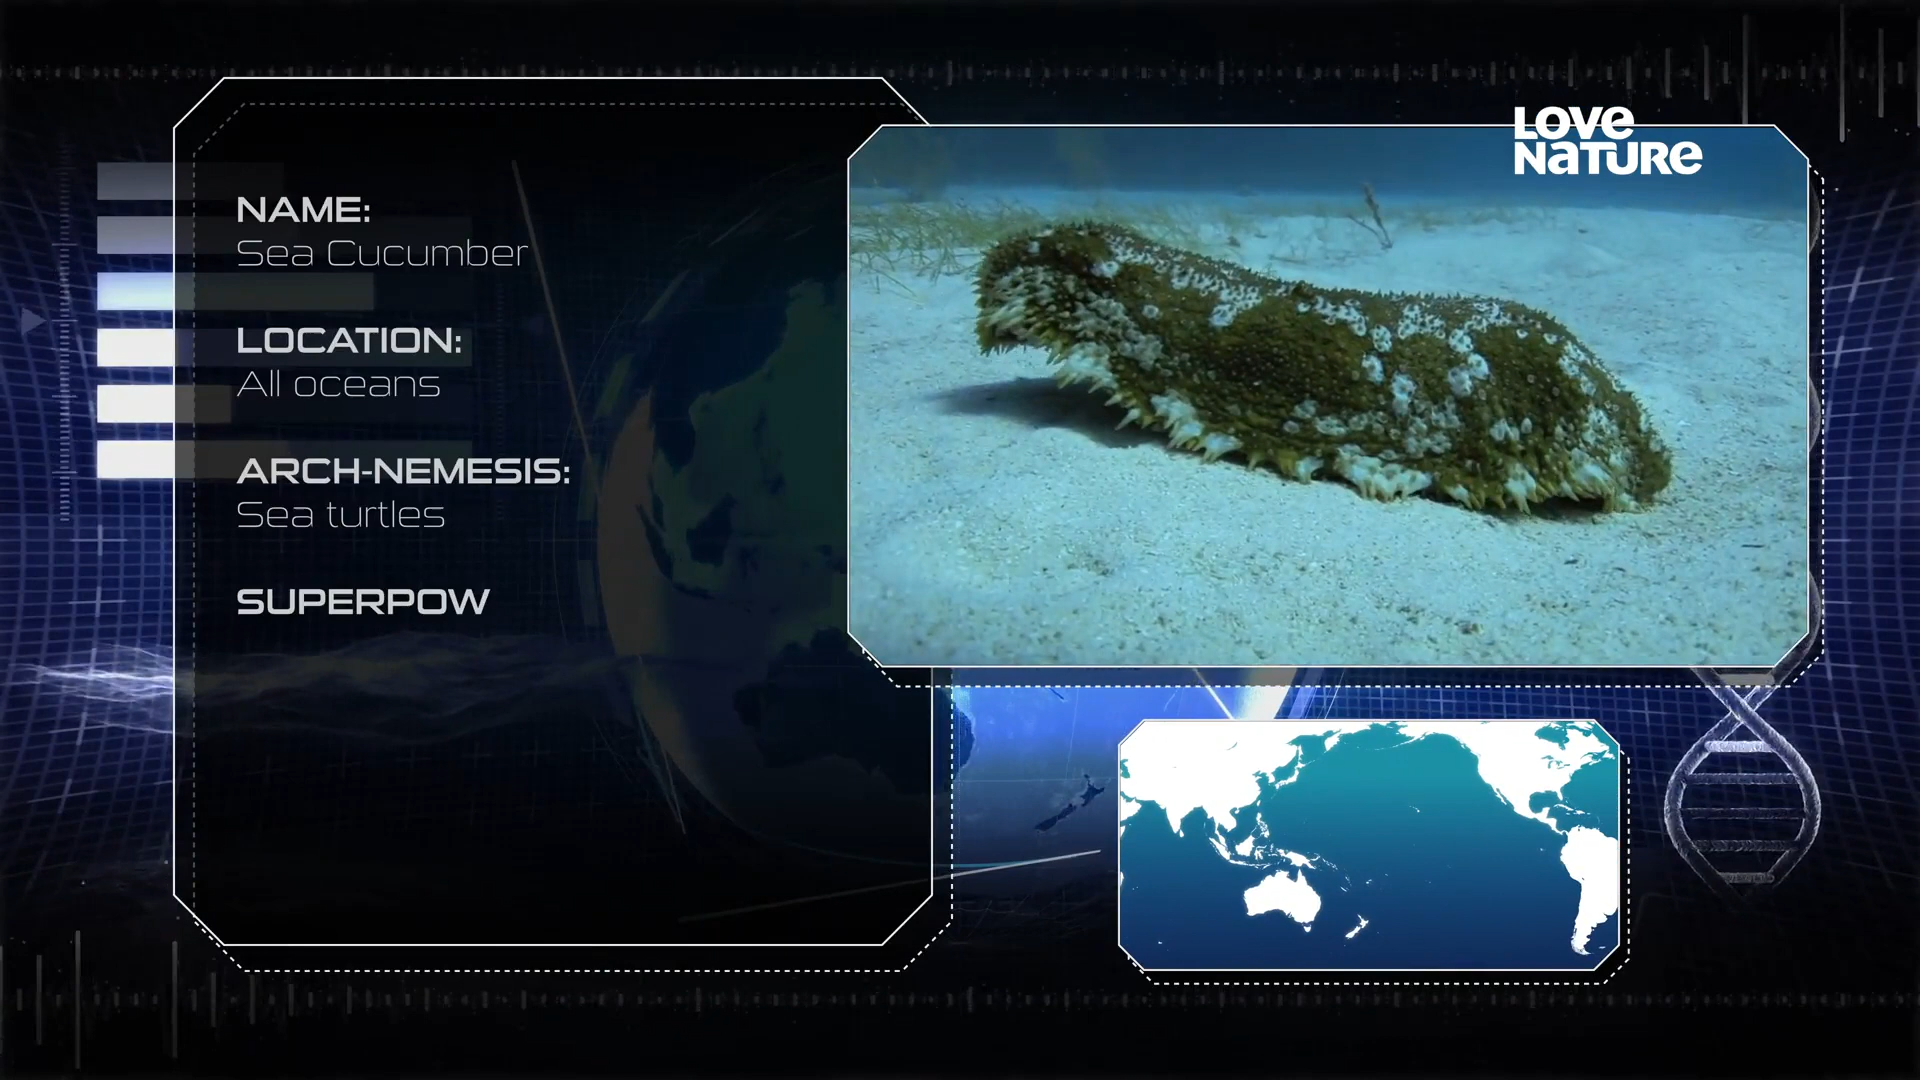 LOVE
NATURE
NAME:
Sea Cucumber
LOCATION:
All oceans
ARCH-NEMESIS:
Sea turtles
SUPERPOW